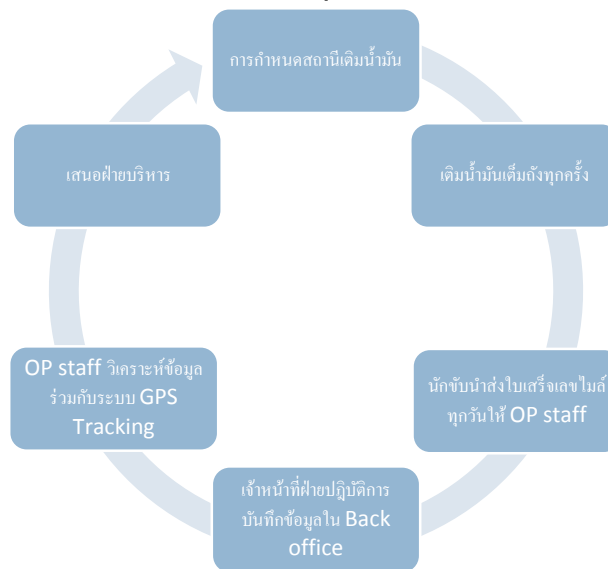 การกำหนดสถานีเติมน้ำมัน
เติมน้ำมันเต็มถังทุกครั้ง
นักขับนำส่งใบเสร็จเลขไมล์
ทุกวันให้ OP staff
เจ้าหน้าที่ฝ่ายปฏิบัติการ
บันทึกข้อมูลใน Back
office
OP staff วิเคราะห์ข้อมูล
ร่วมกับระบบ GPS
Tracking
เสนอฝ่ายบริหาร